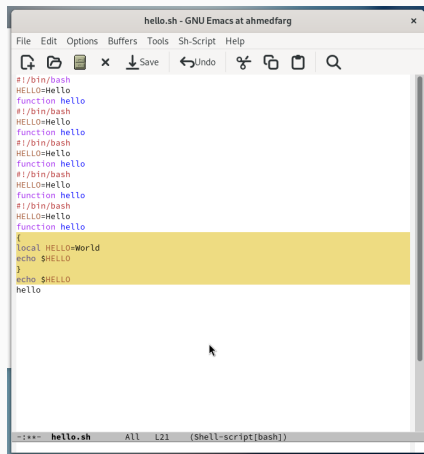 hello.sh - GNU Emacs at ahmedfarg ×
File Edit Options Buffers Tools Sh-Script Help
Save Undo
#!/bin/bash
HELLO=Hello
function hello
#!/bin/bash
HELLO=Hello
function hello
#!/bin/bash
HELLO=Hello
function hello
#!/bin/bash
HELLO=Hello
function hello
#!/bin/bash
HELLO=Hello
function hello
{
local HELLO=World
echo $HELLO
}
echo $HELLO
hello
-:**- hello.sh All L21 (Shell-script[bash])